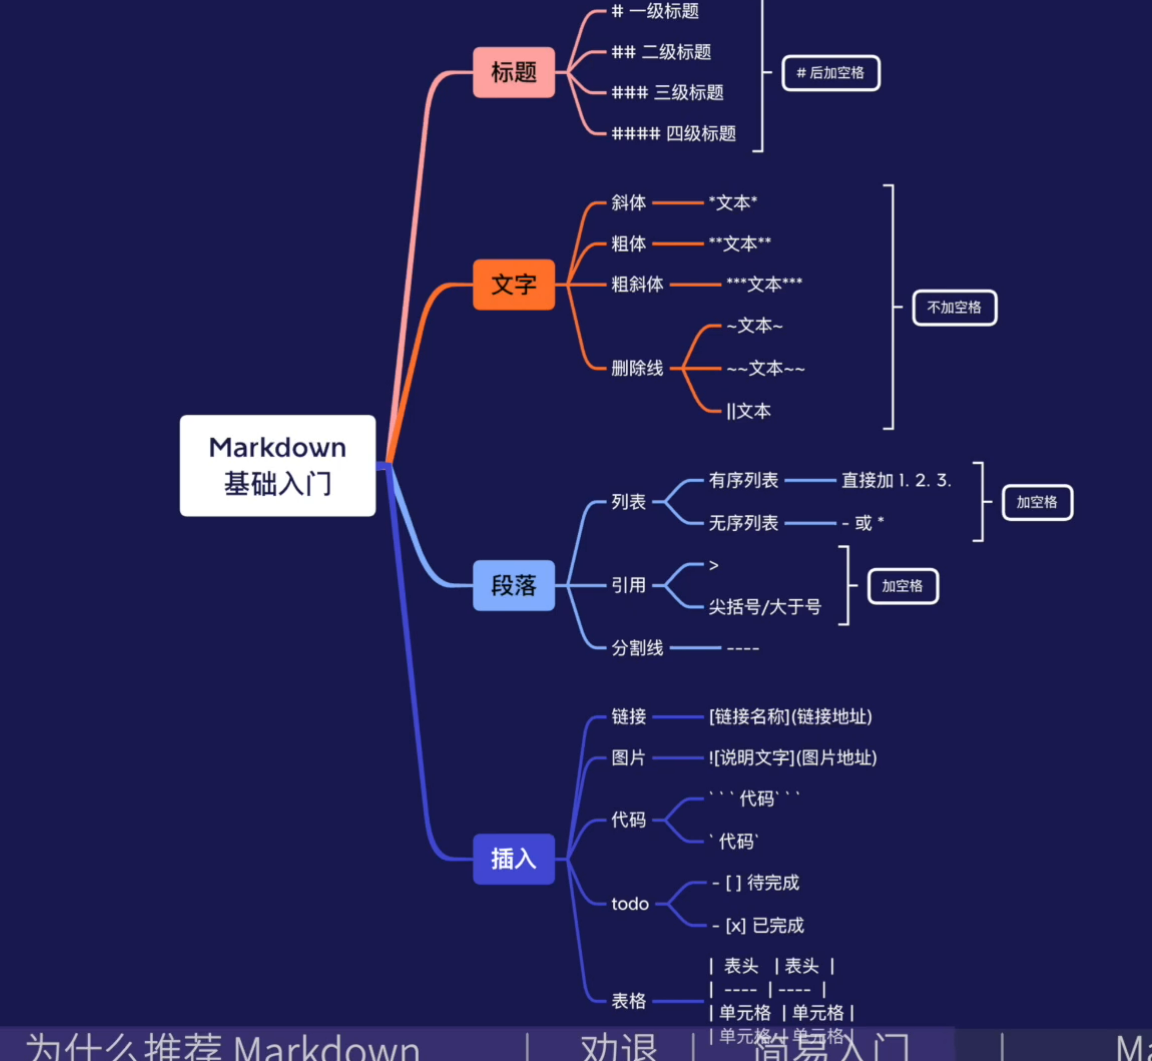 # 一级标题
## 二级标题
标题
# 后加空格
### 三级标题
#### 四级标题
斜体
*文本*
粗体
**文本**
文字
粗斜体
***文本***
不加空格
~文本~
删除线
~~文本~~
||文本
Markdown
基础入门
列表
有序列表
直接加 1. 2. 3.
无序列表
- 或 *
加空格
段落
引用
>
尖括号/大于号
加空格
分割线
----
链接
[链接名称](链接地址)
图片
![说明文字](图片地址)
代码
```代码```
`代码`
插入
todo
- [ ] 待完成
- [x] 已完成
表格
| 表头 | 表头 |
| ---- | ---- |
| 单元格 | 单元格 |
| 单元格 | 单元格 |
为什么推荐 Markdown | 劝退 | 简易入门 |